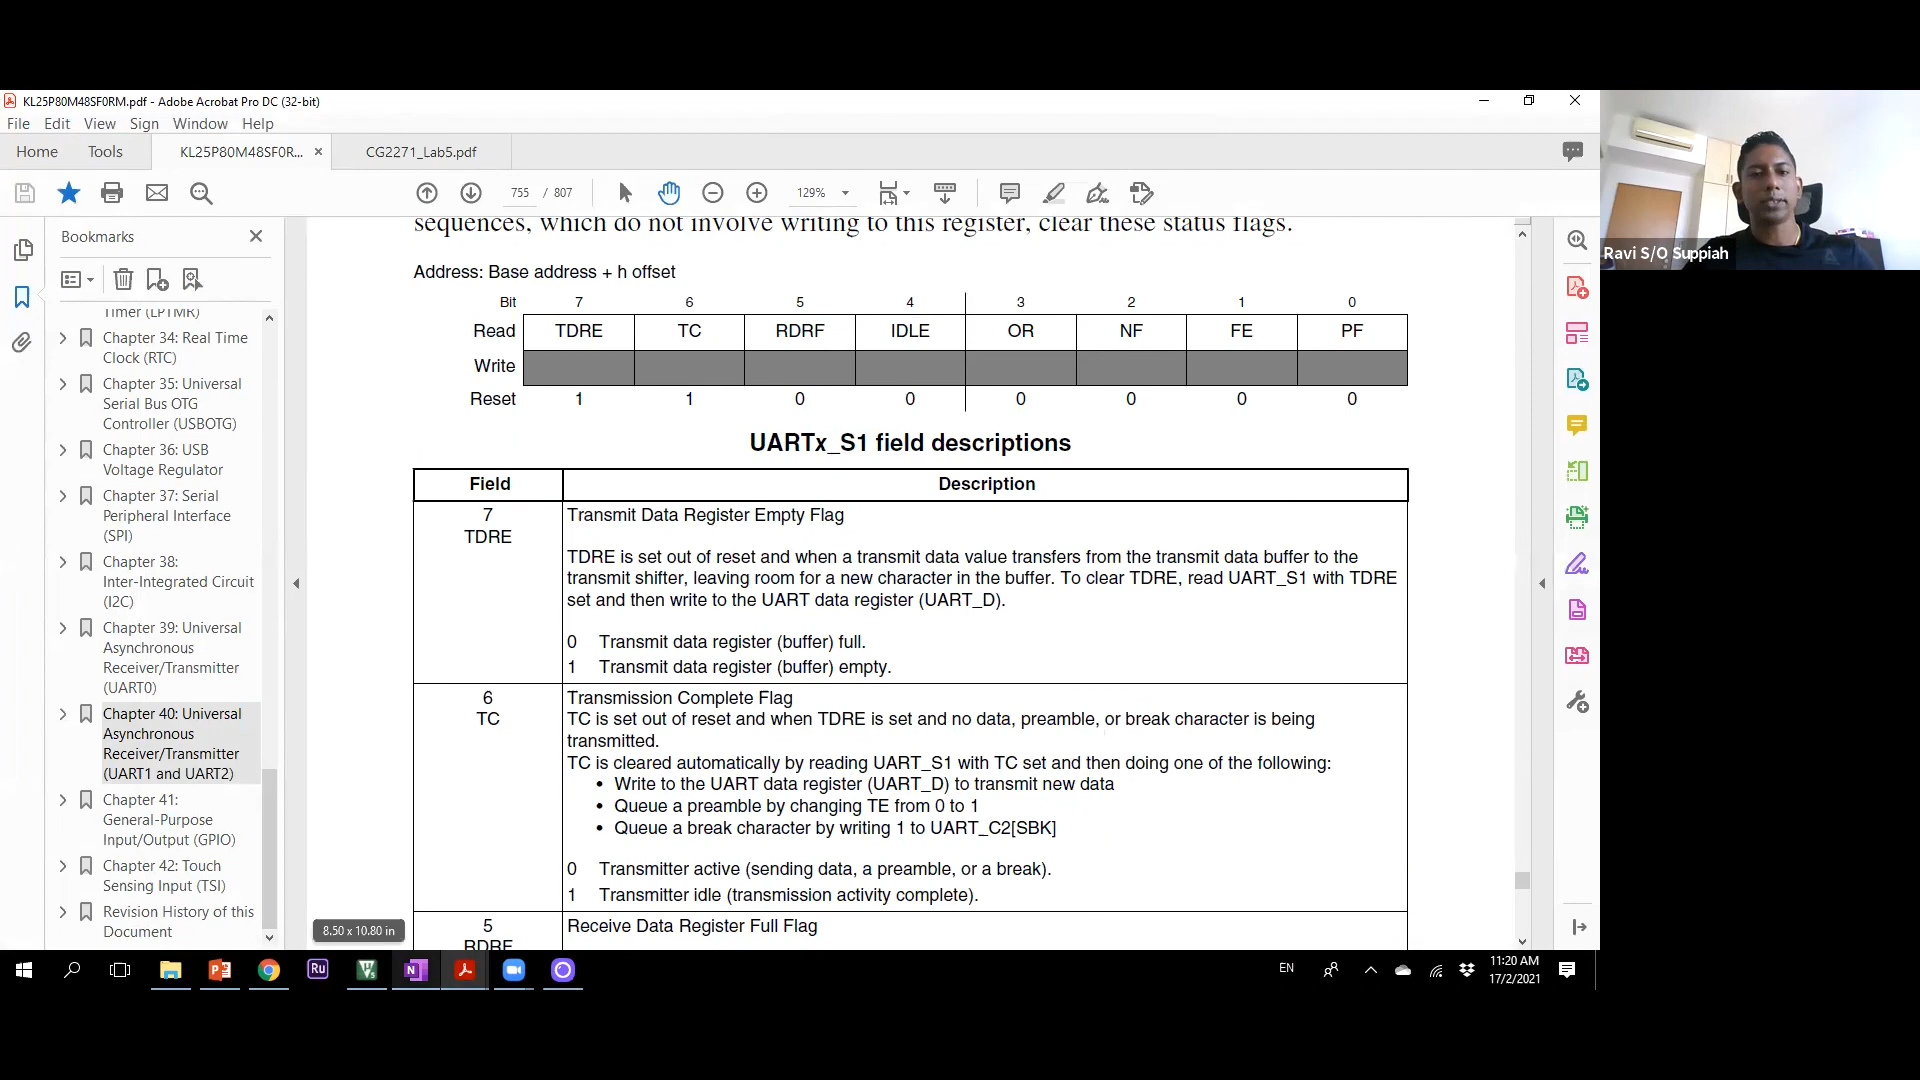 KL25P80M48SF0RM.pdf - Adobe Acrobat Pro DC (32-bit)
File Edit View Sign Window Help
Home Tools KL25P80M48SF0R... × CG2271_Lab5.pdf
755 / 807 129%
Bookmarks
Timer (LPTMR)
Chapter 34: Real Time
Clock (RTC)
Chapter 35: Universal
Serial Bus OTG
Controller (USBOTG)
Chapter 36: USB
Voltage Regulator
Chapter 37: Serial
Peripheral Interface
(SPI)
Chapter 38:
Inter-Integrated Circuit
(I2C)
Chapter 39: Universal
Asynchronous
Receiver/Transmitter
(UART0)
Chapter 40: Universal
Asynchronous
Receiver/Transmitter
(UART1 and UART2)
Chapter 41:
General-Purpose
Input/Output (GPIO)
Chapter 42: Touch
Sensing Input (TSI)
Revision History of this
Document
sequences, which do not involve writing to this register, clear these status flags.
Address: Base address + h offset
Bit 7 6 5 4 3 2 1 0
Read TDRE TC RDRF IDLE OR NF FE PF
Write
Reset 1 1 0 0 0 0 0 0
UARTx_S1 field descriptions
Field Description
7 Transmit Data Register Empty Flag
TDRE
TDRE is set out of reset and when a transmit data value transfers from the transmit data buffer to the
transmit shifter, leaving room for a new character in the buffer. To clear TDRE, read UART_S1 with TDRE
set and then write to the UART data register (UART_D).
0 Transmit data register (buffer) full.
1 Transmit data register (buffer) empty.
6 Transmission Complete Flag
TC TC is set out of reset and when TDRE is set and no data, preamble, or break character is being
transmitted.
TC is cleared automatically by reading UART_S1 with TC set and then doing one of the following:
• Write to the UART data register (UART_D) to transmit new data
• Queue a preamble by changing TE from 0 to 1
• Queue a break character by writing 1 to UART_C2[SBK]
0 Transmitter active (sending data, a preamble, or a break).
1 Transmitter idle (transmission activity complete).
5 Receive Data Register Full Flag
RDRF
8.50 x 10.80 in
Ravi S/O Suppiah
Ru
EN
11:20 AM
17/2/2021